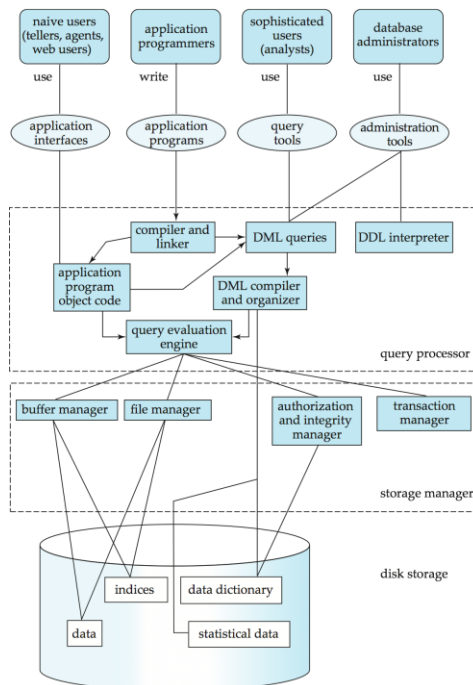 naive users
(tellers, agents,
web users)
application
programmers
sophisticated
users
(analysts)
database
administrators
use
write
use
use
application
interfaces
application
programs
query
tools
administration
tools
compiler and
linker
DML queries
DDL interpreter
application
program
object code
DML compiler
and organizer
query evaluation
engine
query processor
buffer manager
file manager
authorization
and integrity
manager
transaction
manager
storage manager
disk storage
indices
data dictionary
data
statistical data